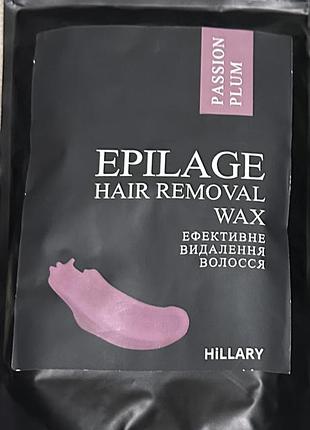 PASSION
PLUM
EPILAGE
HAIR REMOVAL
WAX
ЕФЕКТИВНЕ
ВИДАЛЕННЯ
ВОЛОССЯ
HiLLARY